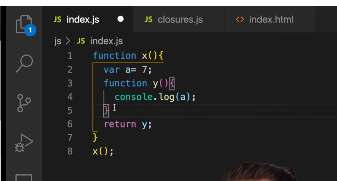 JS index.js ● JS closures.js <> index.html
js > JS index.js
1 function x(){
2 var a= 7;
3 function y(){
4 console.log(a);
5 }
6 return y;
7 }
8 x();
1